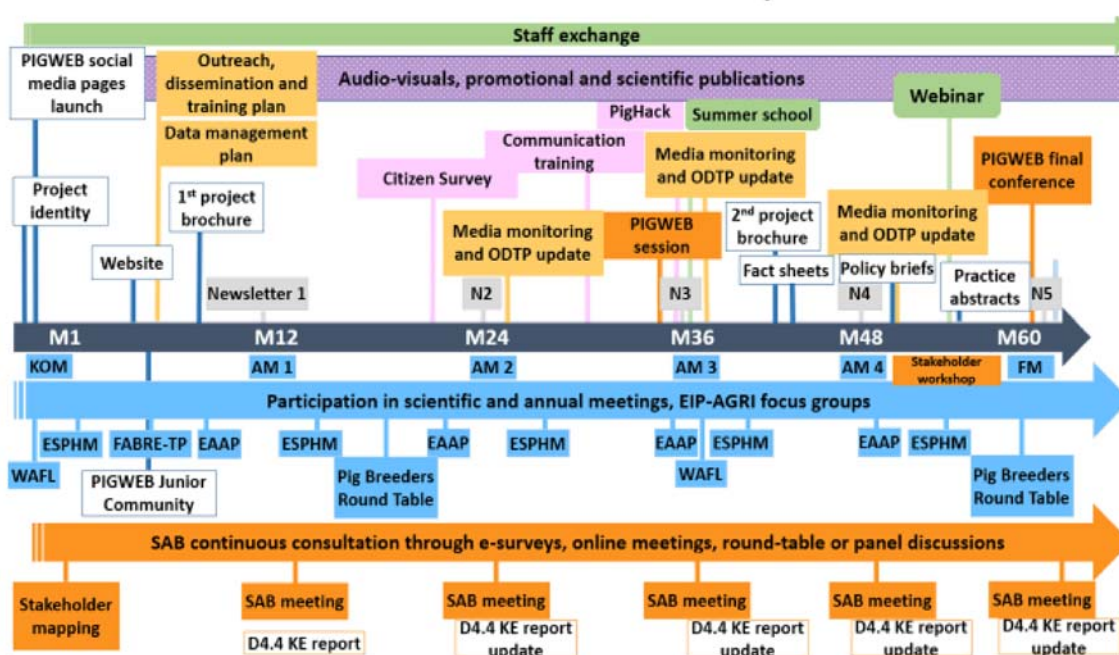 Staff exchange
PIGWEB social
media pages
launch
Outreach,
dissemination and
training plan
Audio-visuals, promotional and scientific publications
Webinar
PigHack
Summer school
Data management
plan
Communication
training
Media monitoring
and ODTP update
PIGWEB final
conference
Citizen Survey
Project
identity
1st project
brochure
Media monitoring
and ODTP update
PIGWEB
session
2nd project
brochure
Media monitoring
and ODTP update
Website
Fact sheets
Policy briefs
Practice
abstracts
Newsletter 1
N2
N3
N4
N5
M1
M12
M24
M36
M48
M60
KOM
AM 1
AM 2
AM 3
AM 4
Stakeholder
workshop
FM
Participation in scientific and annual meetings, EIP-AGRI focus groups
ESPHM
FABRE-TP
EAAP
ESPHM
EAAP
ESPHM
EAAP
ESPHM
EAAP
ESPHM
WAFL
PIGWEB Junior
Community
Pig Breeders
Round Table
WAFL
Pig Breeders
Round Table
SAB continuous consultation through e-surveys, online meetings, round-table or panel discussions
Stakeholder
mapping
SAB meeting
SAB meeting
SAB meeting
SAB meeting
SAB meeting
D4.4 KE report
D4.4 KE report
update
D4.4 KE report
update
D4.4 KE report
update
D4.4 KE report
update